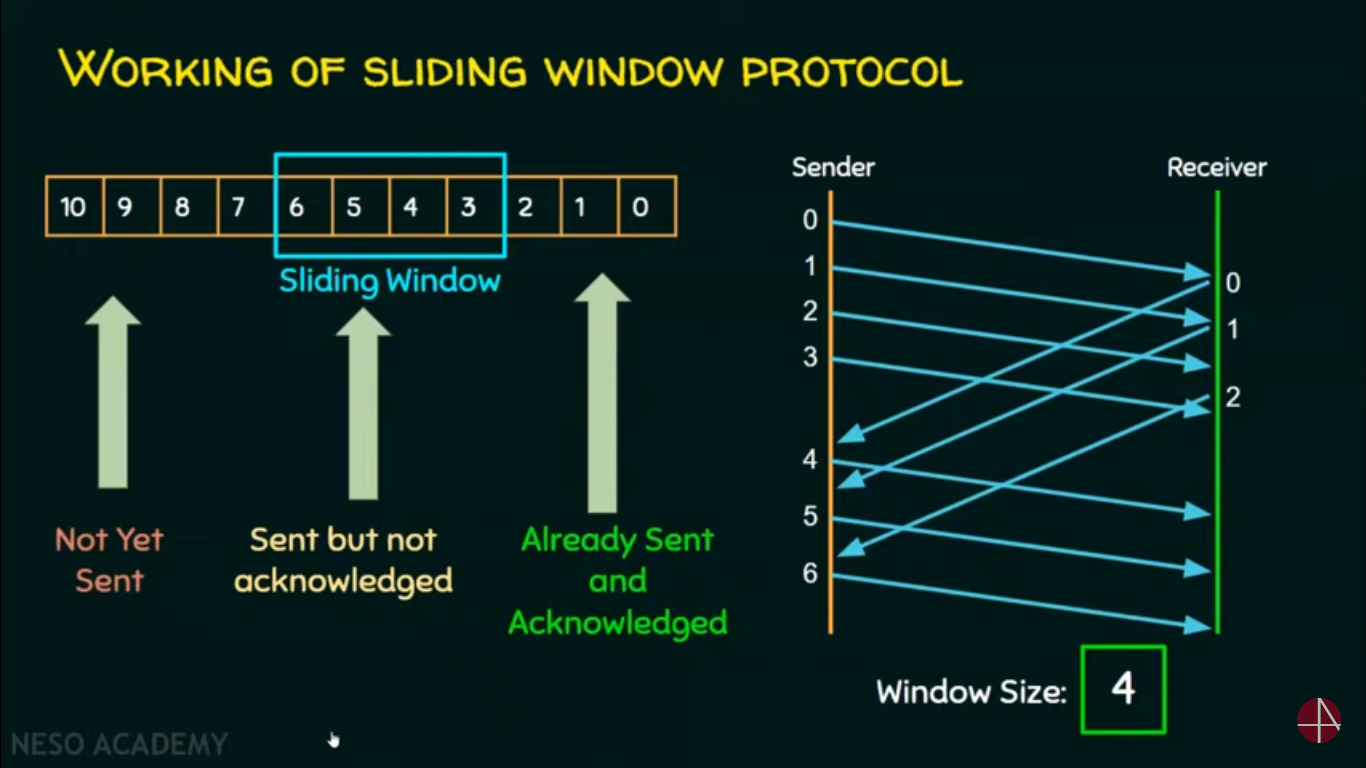 WORKING OF SLIDING WINDOW PROTOCOL
10 9 8 7 6 5 4 3 2 1 0
Sliding Window
Not Yet
Sent
Sent but not
acknowledged
Already Sent
and
Acknowledged
Sender
Receiver
0
1
2
3
4
5
6
0
1
2
Window Size: 4
NESO ACADEMY